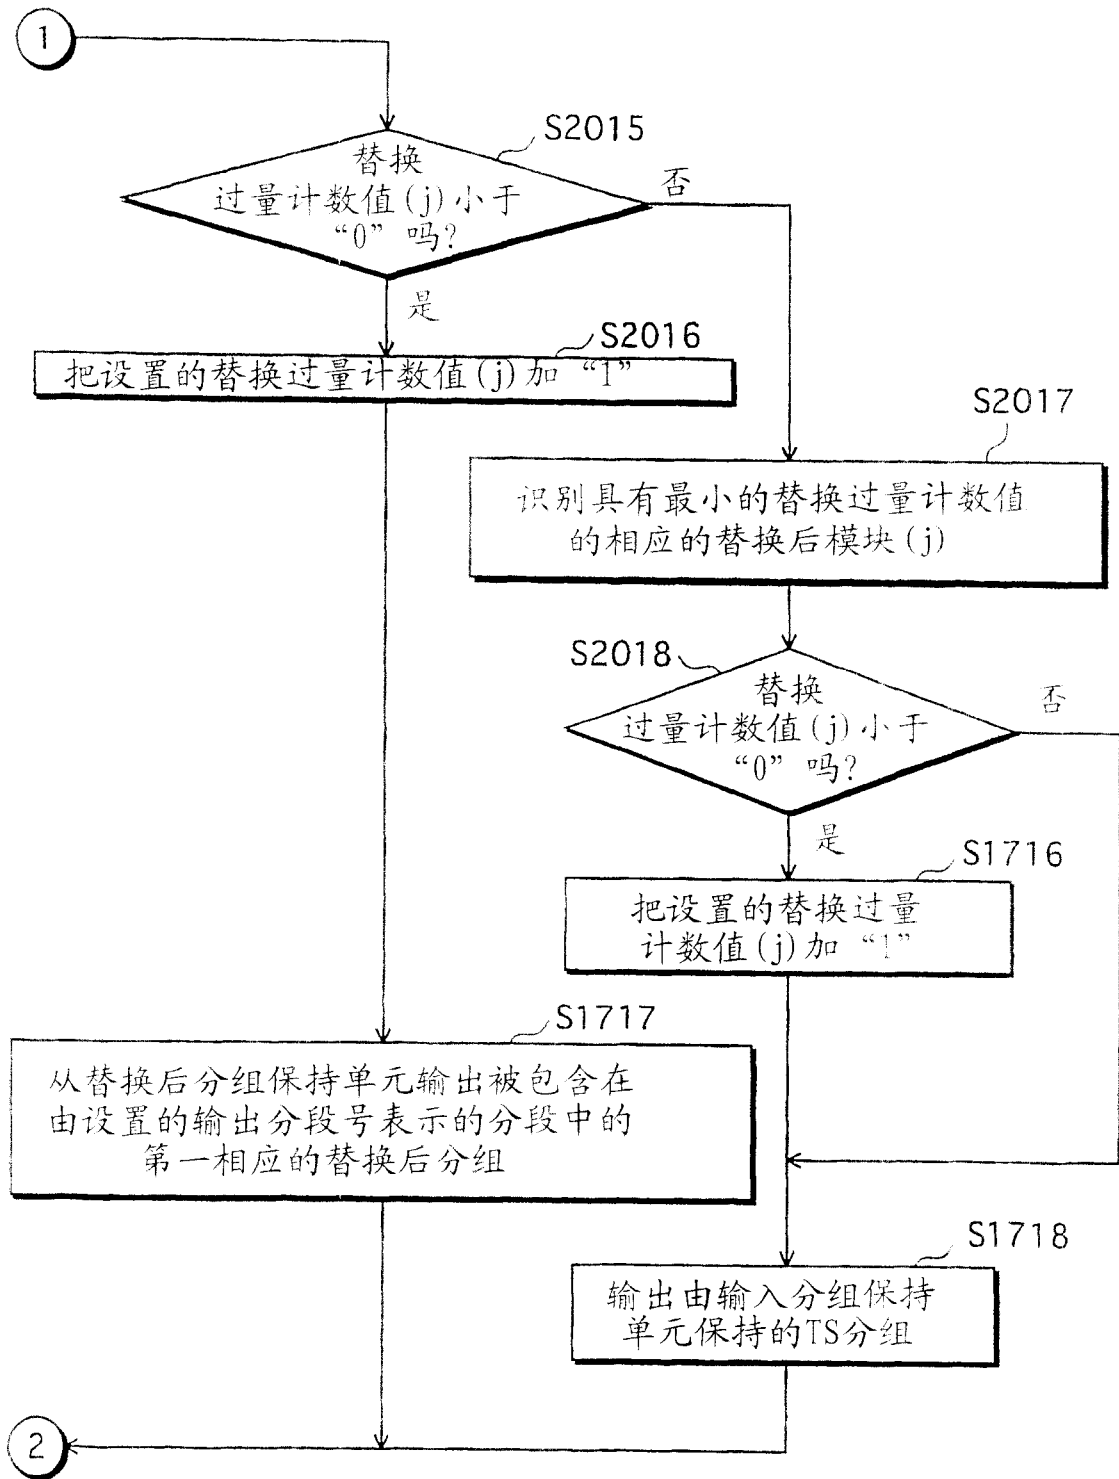 1
S2015
替换
过量计数值(j)小于
“0”吗?
否
是
S2016
把设置的替换过量计数值(j)加“1”
S2017
识别具有最小的替换过量计数值
的相应的替换后模块(j)
S2018
替换
过量计数值(j)小于
“0”吗?
否
是
S1716
把设置的替换过量
计数值(j)加“1”
S1717
从替换后分组保持单元输出被包含在
由设置的输出分段号表示的分段中的
第一相应的替换后分组
S1718
输出由输入分组保持
单元保持的TS分组
2